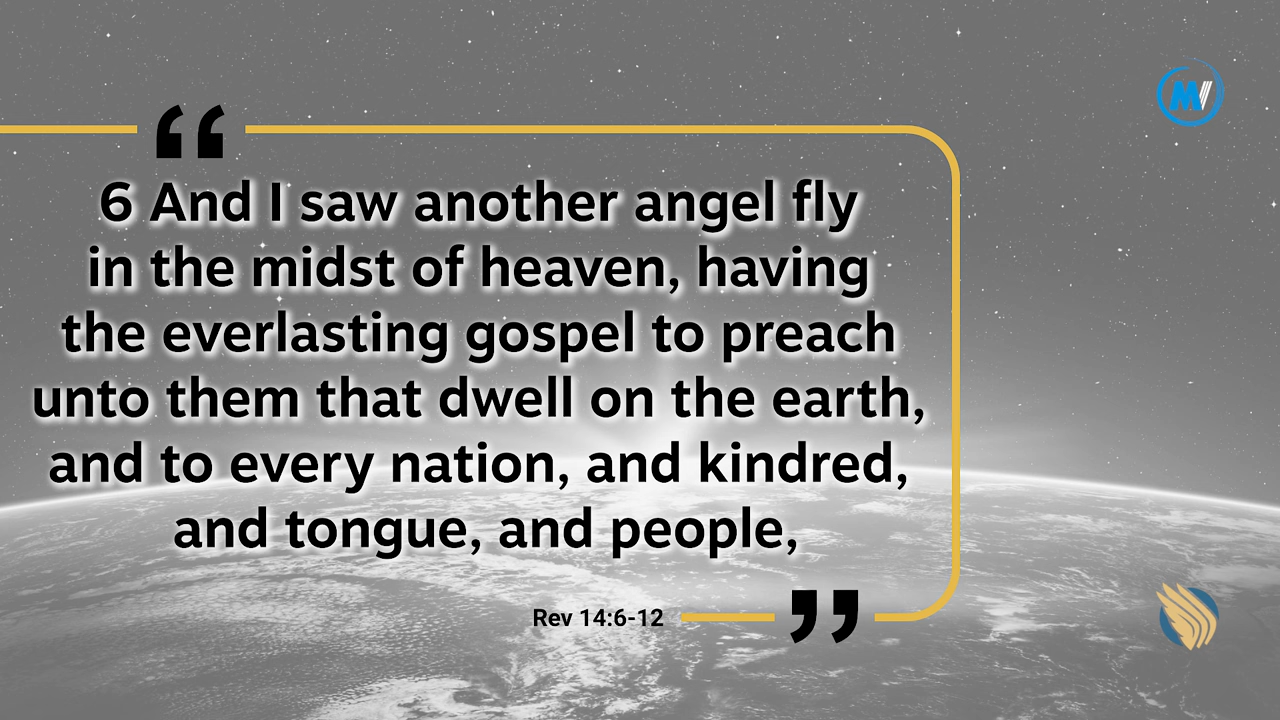 “
6 And I saw another angel fly
in the midst of heaven, having
the everlasting gospel to preach
unto them that dwell on the earth,
and to every nation, and kindred,
and tongue, and people,
”
Rev 14:6-12